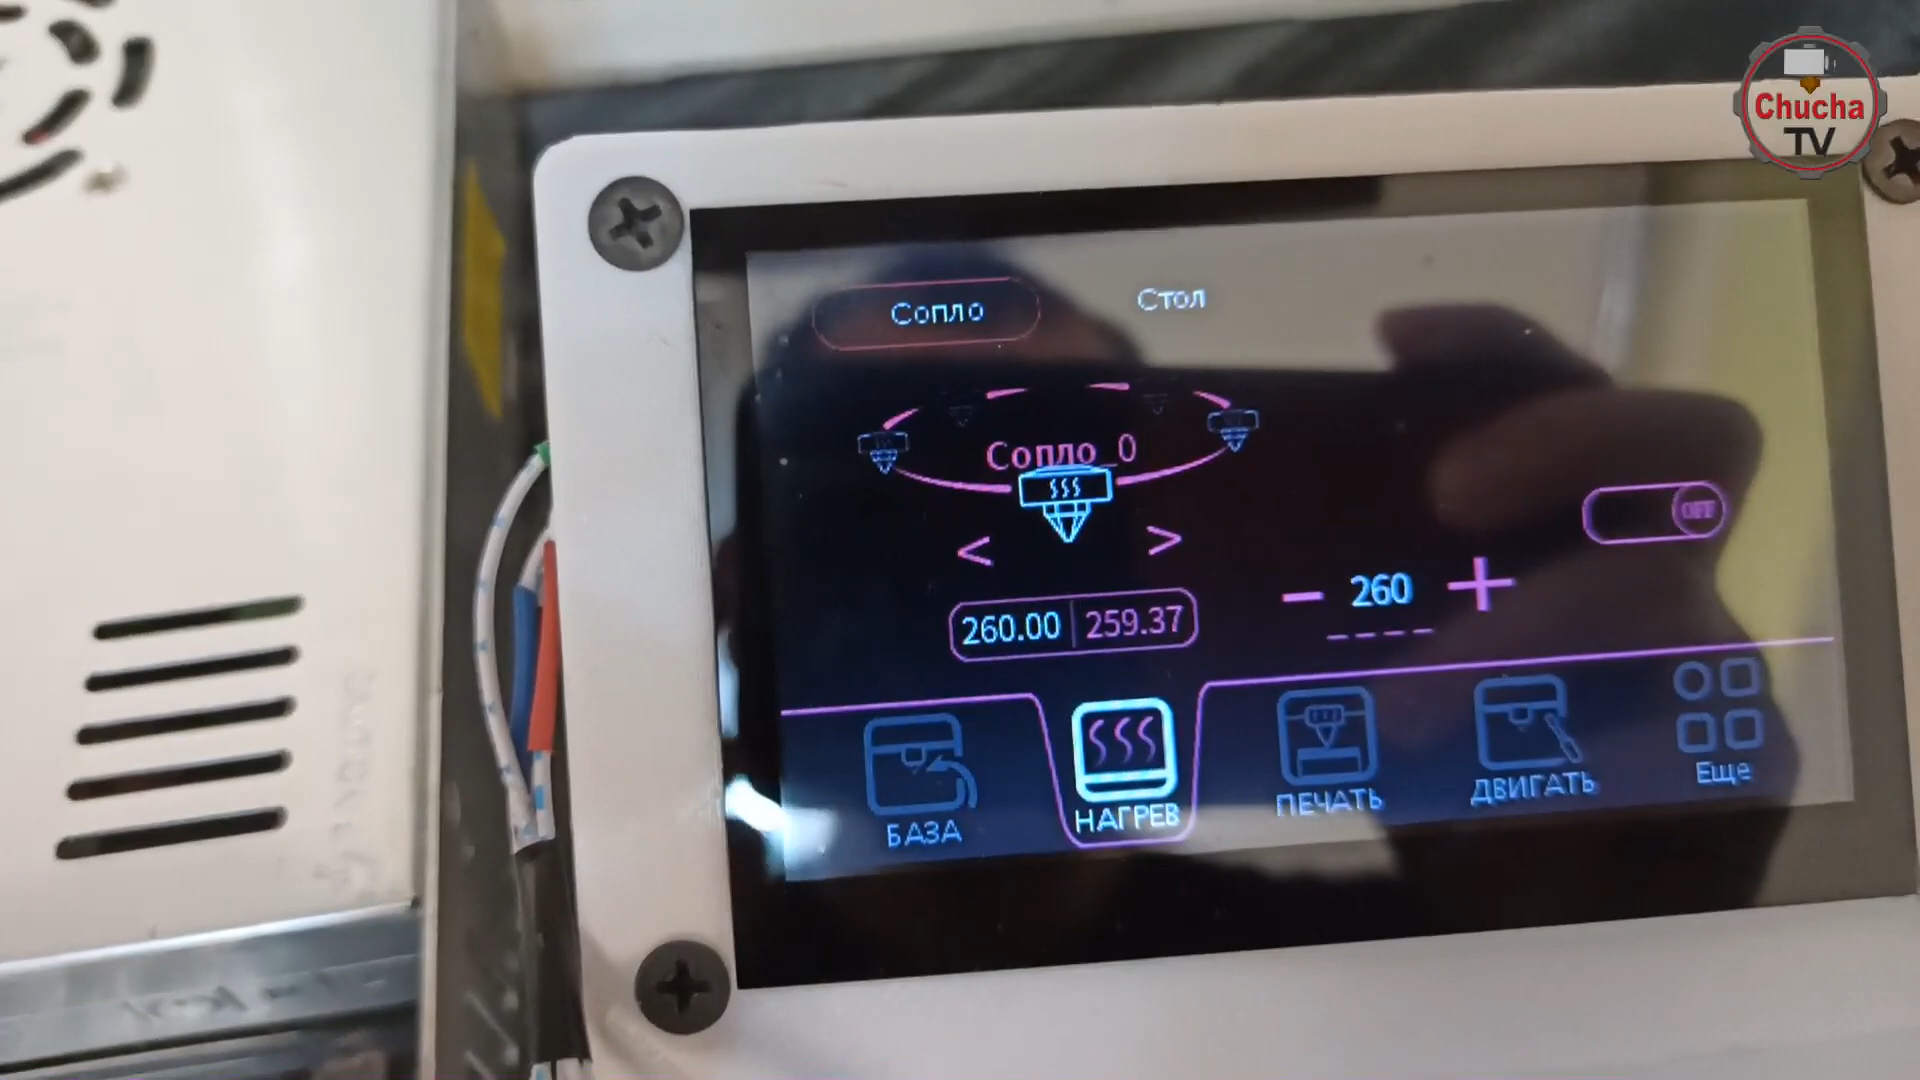 Chucha
TV
Сопло
Стол
Сопло_0
< >
260.00 259.37
− 260 +
OFF
БАЗА
НАГРЕВ
ПЕЧАТЬ
ДВИГАТЬ
Еще